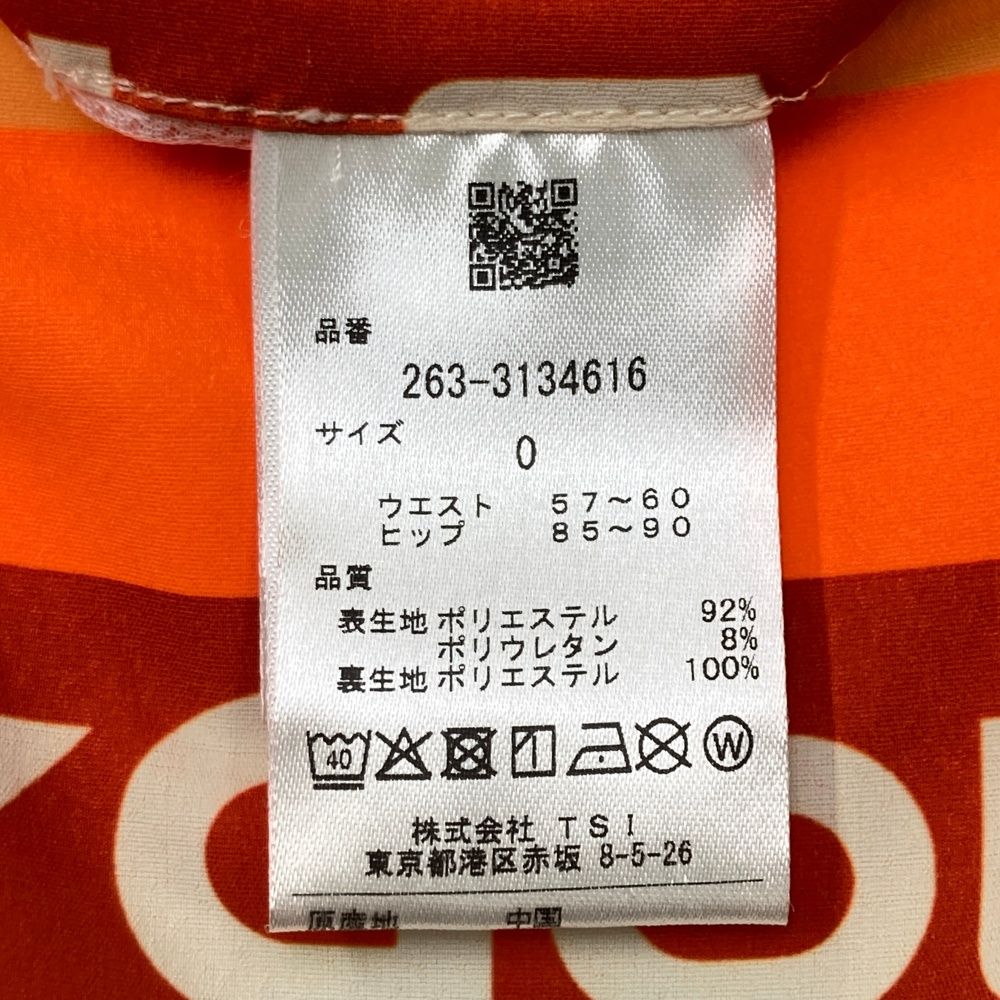 品番
263-3134616
サイズ
0
ウエスト 57～60
ヒップ 85～90
品質
表生地 ポリエステル 92%
ポリウレタン 8%
裏生地 ポリエステル 100%
40
W
株式会社 TSI
東京都港区赤坂 8-5-26
原産地 中国